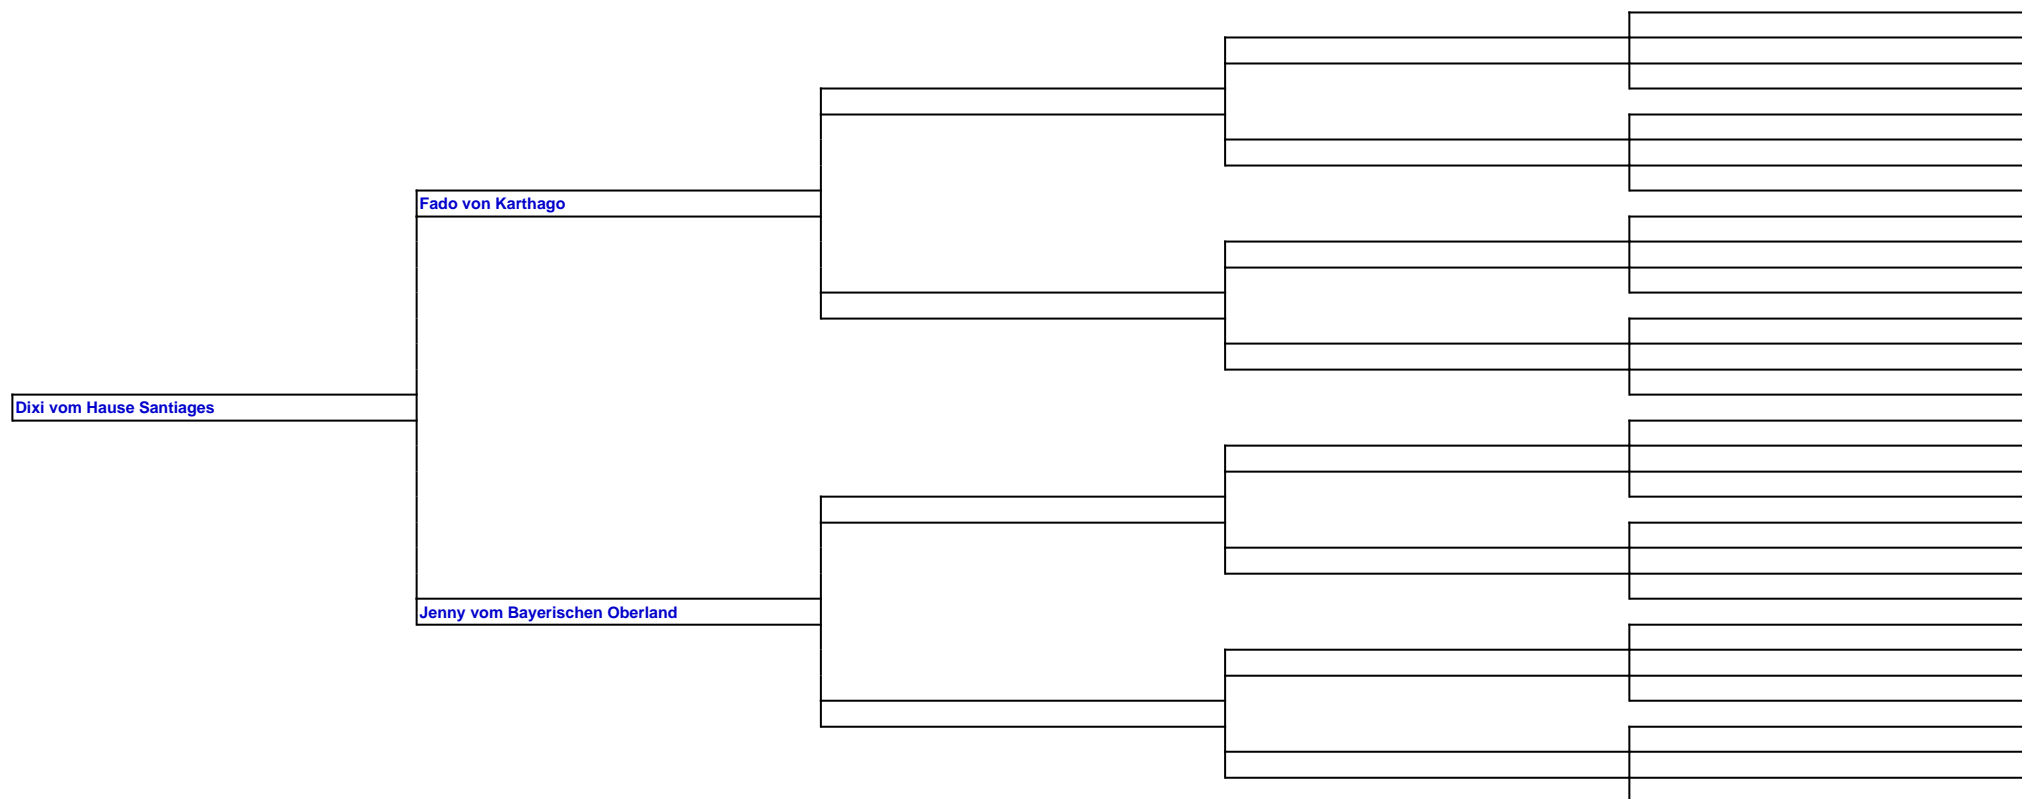 Fado von Karthago
Dixi vom Hause Santiages
Jenny vom Bayerischen Oberland